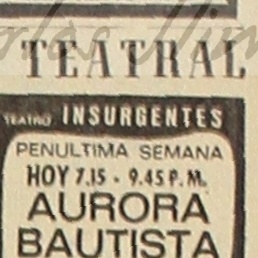 TEATRAL
TEATRO INSURGENTES
PENULTIMA SEMANA
HOY 7.15 - 9.45 P.M.
AURORA
BAUTISTA